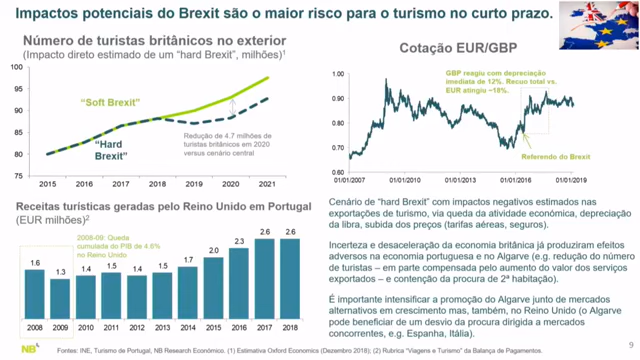 Impactos potenciais do Brexit são o maior risco para o turismo no curto prazo.
Número de turistas britânicos no exterior
(Impacto direto estimado de um "hard Brexit", milhões)¹
100
95
90
85
80
75
"Soft Brexit"
"Hard
Brexit"
Redução de 4.7 milhões de
turistas britânicos em 2020
versus cenário central
2015 2016 2017 2018 2019 2020 2021
Cotação EUR/GBP
GBP reagiu com depreciação
imediata de 12%. Recuo total vs.
EUR atingiu ~18%.
1.00
0.90
0.80
0.70
0.60
Referendo do Brexit
01/01/2007 01/01/2010 01/01/2013 01/01/2016 01/01/2019
Receitas turísticas geradas pelo Reino Unido em Portugal
(EUR milhões)²
2008-09: Queda
cumulada do PIB de 4.6%
no Reino Unido
1.6 1.3 1.4 1.5 1.4 1.5 1.7 2.0 2.3 2.6 2.6
2008 2009 2010 2011 2012 2013 2014 2015 2016 2017 2018
Cenário de "hard Brexit" com impactos negativos estimados nas
exportações de turismo, via queda da atividade económica, depreciação
da libra, subida dos preços (tarifas aéreas, seguros).
Incerteza e desaceleração da economia britânica já produziram efeitos
adversos na economia portuguesa e no Algarve (e.g. redução do número
de turistas – em parte compensada pelo aumento do valor dos serviços
exportados – e contenção da procura de 2ª habitação).
É importante intensificar a promoção do Algarve junto de mercados
alternativos em crescimento mas, também, no Reino Unido (o Algarve
pode beneficiar de um desvio da procura dirigida a mercados
concorrentes, e.g. Espanha, Itália).
NB
Fontes: INE, Turismo de Portugal, NB Research Económico. (1) Estimativa Oxford Economics (Dezembro 2018); (2) Rubrica "Viagens e Turismo" da Balança de Pagamentos.
9